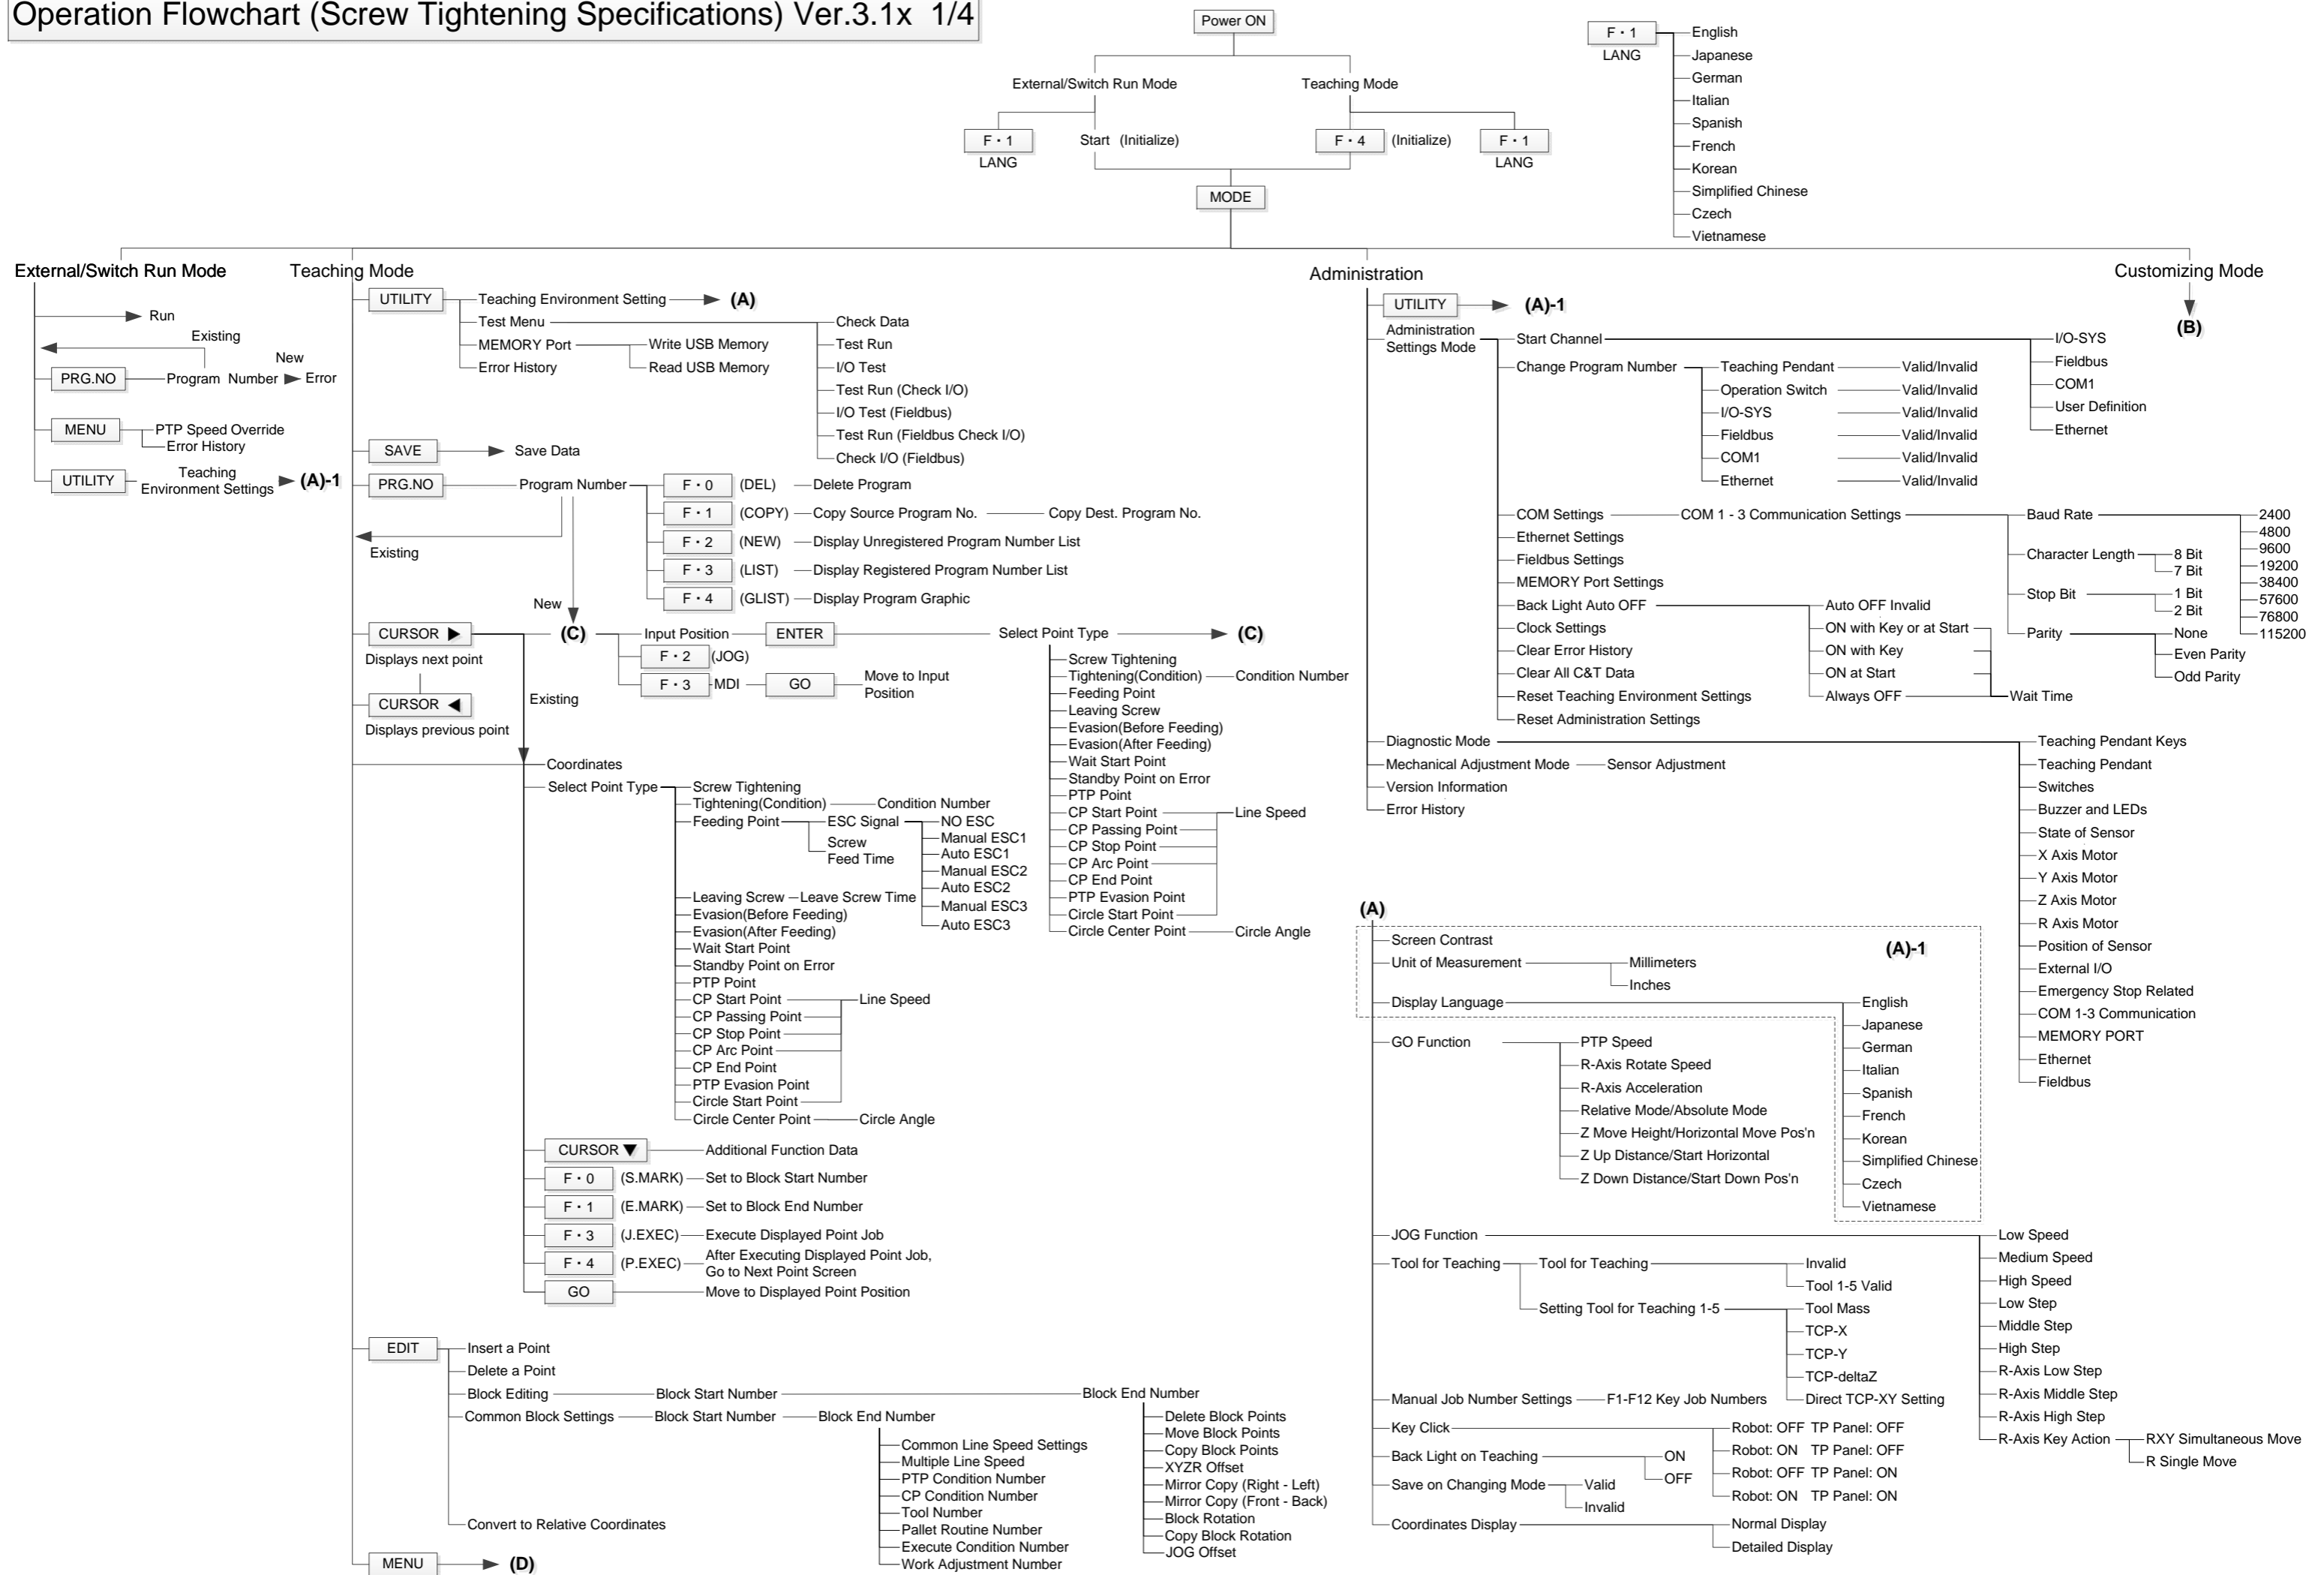 Operation Flowchart (Screw Tightening Specifications) Ver.3.1x 1/4
Power ON
External/Switch Run Mode
Teaching Mode
F・1
LANG
Start (Initialize)
F・4
(Initialize)
F・1
LANG
MODE
F・1
LANG
English
Japanese
German
Italian
Spanish
French
Korean
Simplified Chinese
Czech
Vietnamese
External/Switch Run Mode
Run
Existing
PRG.NO
Program Number
New
Error
MENU
PTP Speed Override
Error History
UTILITY
Teaching
Environment Settings
(A)-1
Teaching Mode
UTILITY
Teaching Environment Setting
(A)
Test Menu
MEMORY Port
Error History
Write USB Memory
Read USB Memory
Check Data
Test Run
I/O Test
Test Run (Check I/O)
I/O Test (Fieldbus)
Test Run (Fieldbus Check I/O)
Check I/O (Fieldbus)
SAVE
Save Data
PRG.NO
Program Number
Existing
New
F・0
(DEL)
Delete Program
F・1
(COPY)
Copy Source Program No.
Copy Dest. Program No.
F・2
(NEW)
Display Unregistered Program Number List
F・3
(LIST)
Display Registered Program Number List
F・4
(GLIST)
Display Program Graphic
CURSOR ▶
Displays next point
CURSOR ◀
Displays previous point
(C)
Input Position
ENTER
Select Point Type
(C)
F・2
(JOG)
F・3
MDI
GO
Move to Input
Position
Screw Tightening
Tightening(Condition)
Condition Number
Feeding Point
Leaving Screw
Evasion(Before Feeding)
Evasion(After Feeding)
Wait Start Point
Standby Point on Error
PTP Point
CP Start Point
Line Speed
CP Passing Point
CP Stop Point
CP Arc Point
CP End Point
PTP Evasion Point
Circle Start Point
Circle Center Point
Circle Angle
Existing
Coordinates
Select Point Type
Screw Tightening
Tightening(Condition)
Condition Number
Feeding Point
ESC Signal
Screw
Feed Time
NO ESC
Manual ESC1
Auto ESC1
Manual ESC2
Auto ESC2
Manual ESC3
Auto ESC3
Leaving Screw
Leave Screw Time
Evasion(Before Feeding)
Evasion(After Feeding)
Wait Start Point
Standby Point on Error
PTP Point
CP Start Point
Line Speed
CP Passing Point
CP Stop Point
CP Arc Point
CP End Point
PTP Evasion Point
Circle Start Point
Circle Center Point
Circle Angle
CURSOR ▼
Additional Function Data
F・0
(S.MARK)
Set to Block Start Number
F・1
(E.MARK)
Set to Block End Number
F・3
(J.EXEC)
Execute Displayed Point Job
F・4
(P.EXEC)
After Executing Displayed Point Job,
Go to Next Point Screen
GO
Move to Displayed Point Position
EDIT
Insert a Point
Delete a Point
Block Editing
Block Start Number
Block End Number
Common Block Settings
Block Start Number
Block End Number
Common Line Speed Settings
Multiple Line Speed
PTP Condition Number
CP Condition Number
Tool Number
Pallet Routine Number
Execute Condition Number
Work Adjustment Number
Delete Block Points
Move Block Points
Copy Block Points
XYZR Offset
Mirror Copy (Right - Left)
Mirror Copy (Front - Back)
Block Rotation
Copy Block Rotation
JOG Offset
Convert to Relative Coordinates
MENU
(D)
Administration
UTILITY
(A)-1
Administration
Settings Mode
Start Channel
I/O-SYS
Fieldbus
COM1
User Definition
Ethernet
Change Program Number
Teaching Pendant
Valid/Invalid
Operation Switch
Valid/Invalid
I/O-SYS
Valid/Invalid
Fieldbus
Valid/Invalid
COM1
Valid/Invalid
Ethernet
Valid/Invalid
COM Settings
COM 1 - 3 Communication Settings
Baud Rate
2400
4800
9600
19200
38400
57600
76800
115200
Character Length
8 Bit
7 Bit
Stop Bit
1 Bit
2 Bit
Parity
None
Even Parity
Odd Parity
Ethernet Settings
Fieldbus Settings
MEMORY Port Settings
Back Light Auto OFF
Auto OFF Invalid
ON with Key or at Start
ON with Key
ON at Start
Always OFF
Wait Time
Clock Settings
Clear Error History
Clear All C&T Data
Reset Teaching Environment Settings
Reset Administration Settings
Diagnostic Mode
Teaching Pendant Keys
Teaching Pendant
Switches
Buzzer and LEDs
State of Sensor
X Axis Motor
Y Axis Motor
Z Axis Motor
R Axis Motor
Position of Sensor
External I/O
Emergency Stop Related
COM 1-3 Communication
MEMORY PORT
Ethernet
Fieldbus
Mechanical Adjustment Mode
Sensor Adjustment
Version Information
Error History
Customizing Mode
(B)
(A)
(A)-1
Screen Contrast
Unit of Measurement
Millimeters
Inches
Display Language
English
Japanese
German
Italian
Spanish
French
Korean
Simplified Chinese
Czech
Vietnamese
GO Function
PTP Speed
R-Axis Rotate Speed
R-Axis Acceleration
Relative Mode/Absolute Mode
Z Move Height/Horizontal Move Pos'n
Z Up Distance/Start Horizontal
Z Down Distance/Start Down Pos'n
JOG Function
Low Speed
Medium Speed
High Speed
Low Step
Middle Step
High Step
R-Axis Low Step
R-Axis Middle Step
R-Axis High Step
R-Axis Key Action
RXY Simultaneous Move
R Single Move
Tool for Teaching
Tool for Teaching
Invalid
Tool 1-5 Valid
Setting Tool for Teaching 1-5
Tool Mass
TCP-X
TCP-Y
TCP-deltaZ
Direct TCP-XY Setting
Manual Job Number Settings
F1-F12 Key Job Numbers
Key Click
Robot: OFF TP Panel: OFF
Robot: ON TP Panel: OFF
Robot: OFF TP Panel: ON
Robot: ON TP Panel: ON
Back Light on Teaching
ON
OFF
Save on Changing Mode
Valid
Invalid
Coordinates Display
Normal Display
Detailed Display